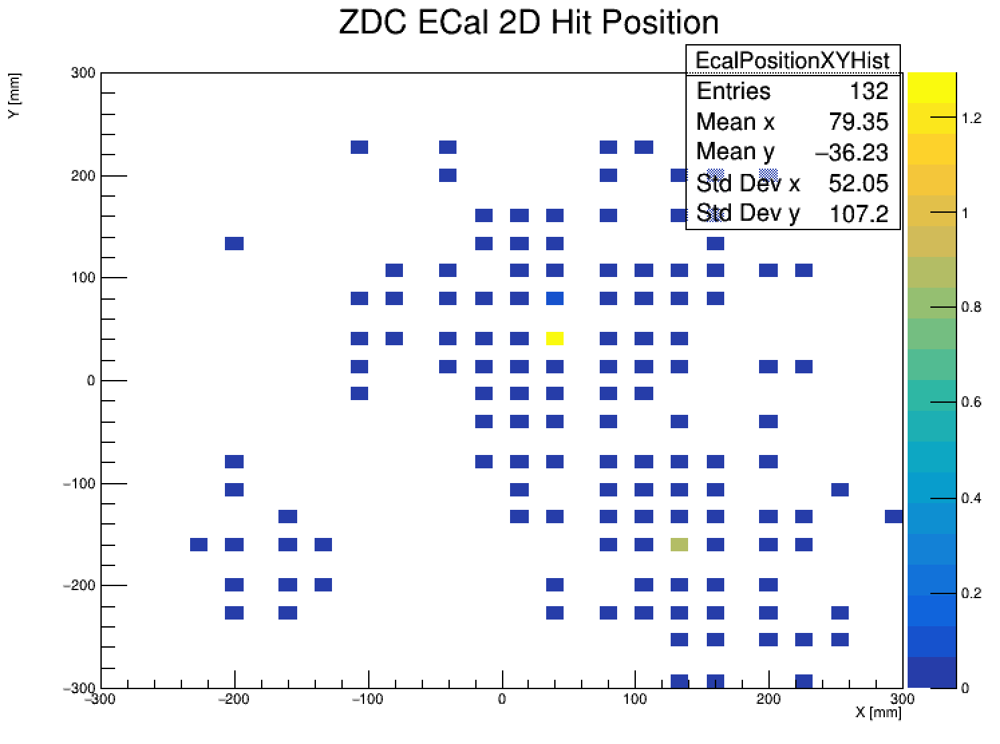 ZDC ECal 2D Hit Position
EcalPositionXYHist
Entries 132
Mean x 79.35
Mean y −36.23
Std Dev x 52.05
Std Dev y 107.2
Y [mm]
300
200
100
0
−100
−200
−300
−300 −200 −100 0 100 200 300
X [mm]
1.2
1
0.8
0.6
0.4
0.2
0